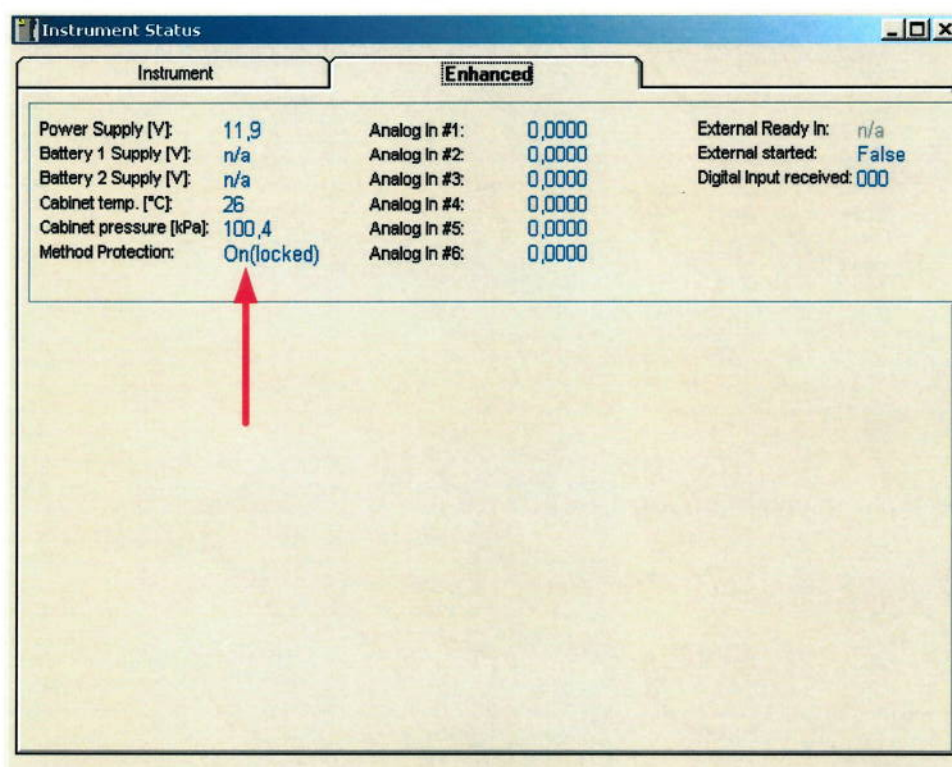 Instrument Status
Instrument
Enhanced
Power Supply [V]: 11,9
Battery 1 Supply [V]: n/a
Battery 2 Supply [V]: n/a
Cabinet temp. [°C]: 26
Cabinet pressure [kPa]: 100,4
Method Protection: On(locked)
Analog In #1: 0,0000
Analog In #2: 0,0000
Analog In #3: 0,0000
Analog In #4: 0,0000
Analog In #5: 0,0000
Analog In #6: 0,0000
External Ready In: n/a
External started: False
Digital Input received: 000